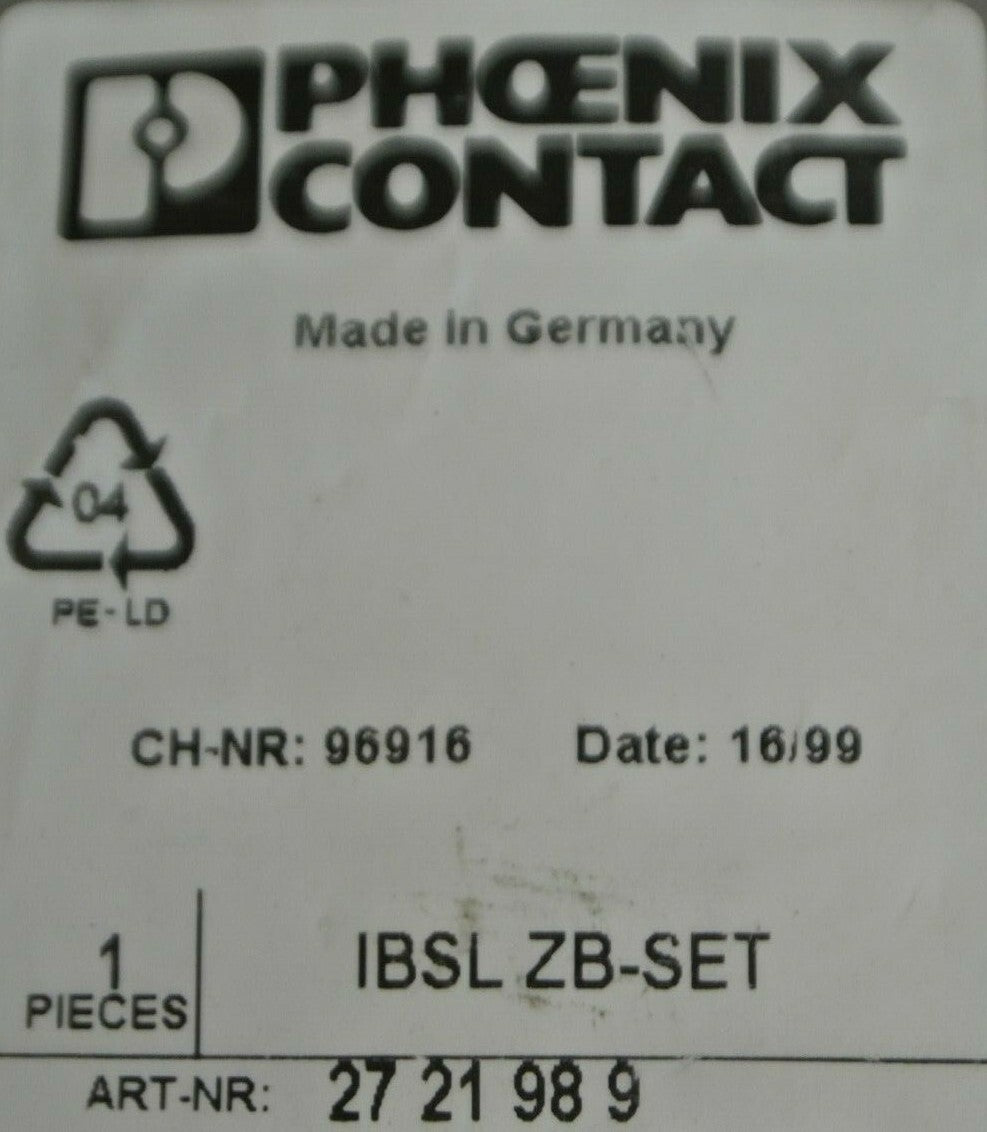 PHŒNIX
CONTACT
Made in Germany
04
PE-LD
CH-NR: 96916 Date: 16/99
1
PIECES
IBSL ZB-SET
ART-NR: 27 21 98 9